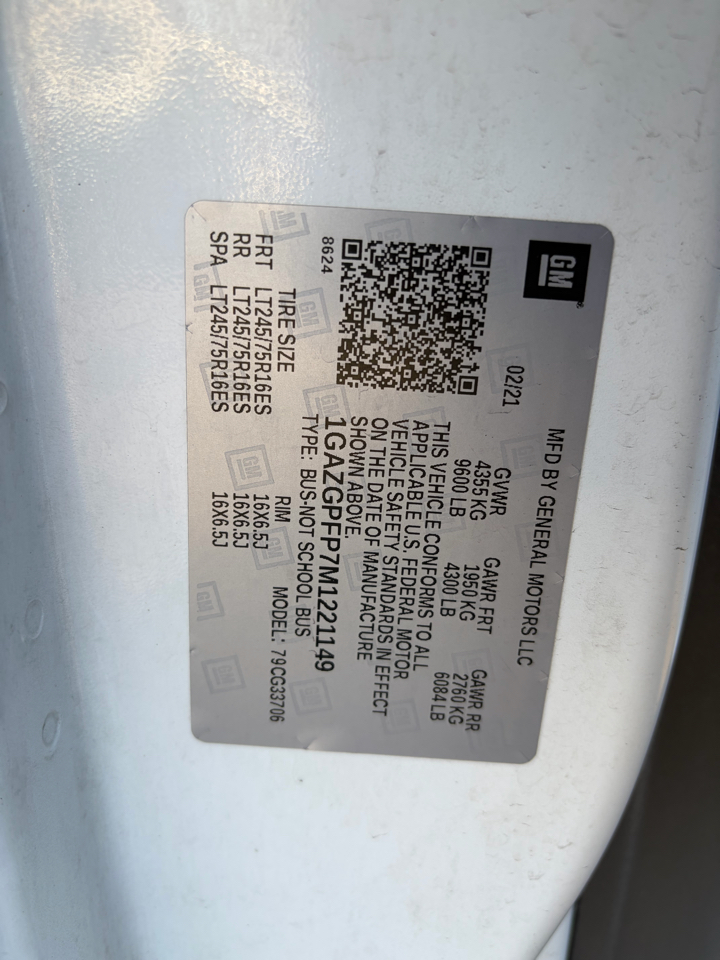 GM
MFD BY GENERAL MOTORS LLC
02/21
GVWR GAWR FRT GAWR RR
4355 KG 1950 KG 2760 KG
9600 LB 4300 LB 6084 LB
THIS VEHICLE CONFORMS TO ALL
APPLICABLE U.S. FEDERAL MOTOR
VEHICLE SAFETY STANDARDS IN EFFECT
ON THE DATE OF MANUFACTURE
SHOWN ABOVE.
1GAZGPFP7M1221149
8624
TYPE: BUS-NOT SCHOOL BUS
MODEL: 79CG33706
TIRE SIZE RIM
FRT LT245/75R16ES 16X6.5J
RR LT245/75R16ES 16X6.5J
SPA LT245/75R16ES 16X6.5J